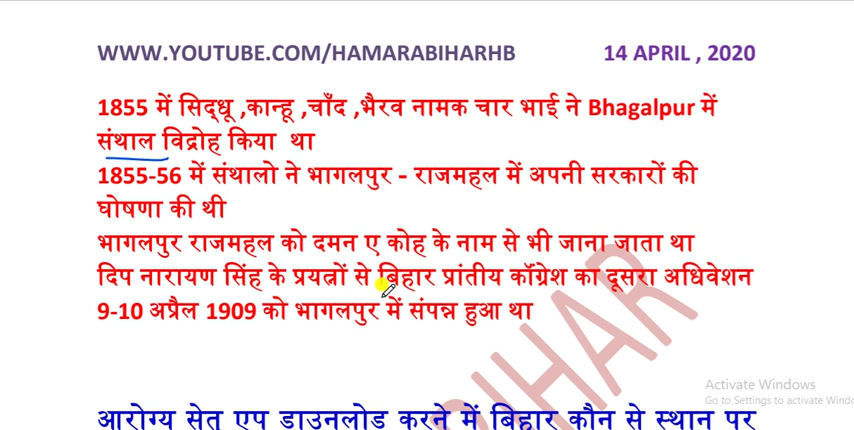 WWW.YOUTUBE.COM/HAMARABIHARHB 14 APRIL , 2020
1855 में सिद्धू ,कान्हू ,चाँद ,भैरव नामक चार भाई ने Bhagalpur में
संथाल विद्रोह किया था
1855-56 में संथालो ने भागलपुर – राजमहल में अपनी सरकारों की
घोषणा की थी
भागलपुर राजमहल को दमन ए कोह के नाम से भी जाना जाता था
दिप नारायण सिंह के प्रयत्नों से बिहार प्रांतीय कॉंग्रेश का दूसरा अधिवेशन
9-10 अप्रैल 1909 को भागलपुर में संपन्न हुआ था
BIHAR
Activate Windows
Go to Settings to activate Windows.
आरोग्य सेतु एप डाउनलोड करने में बिहार कौन से स्थान पर